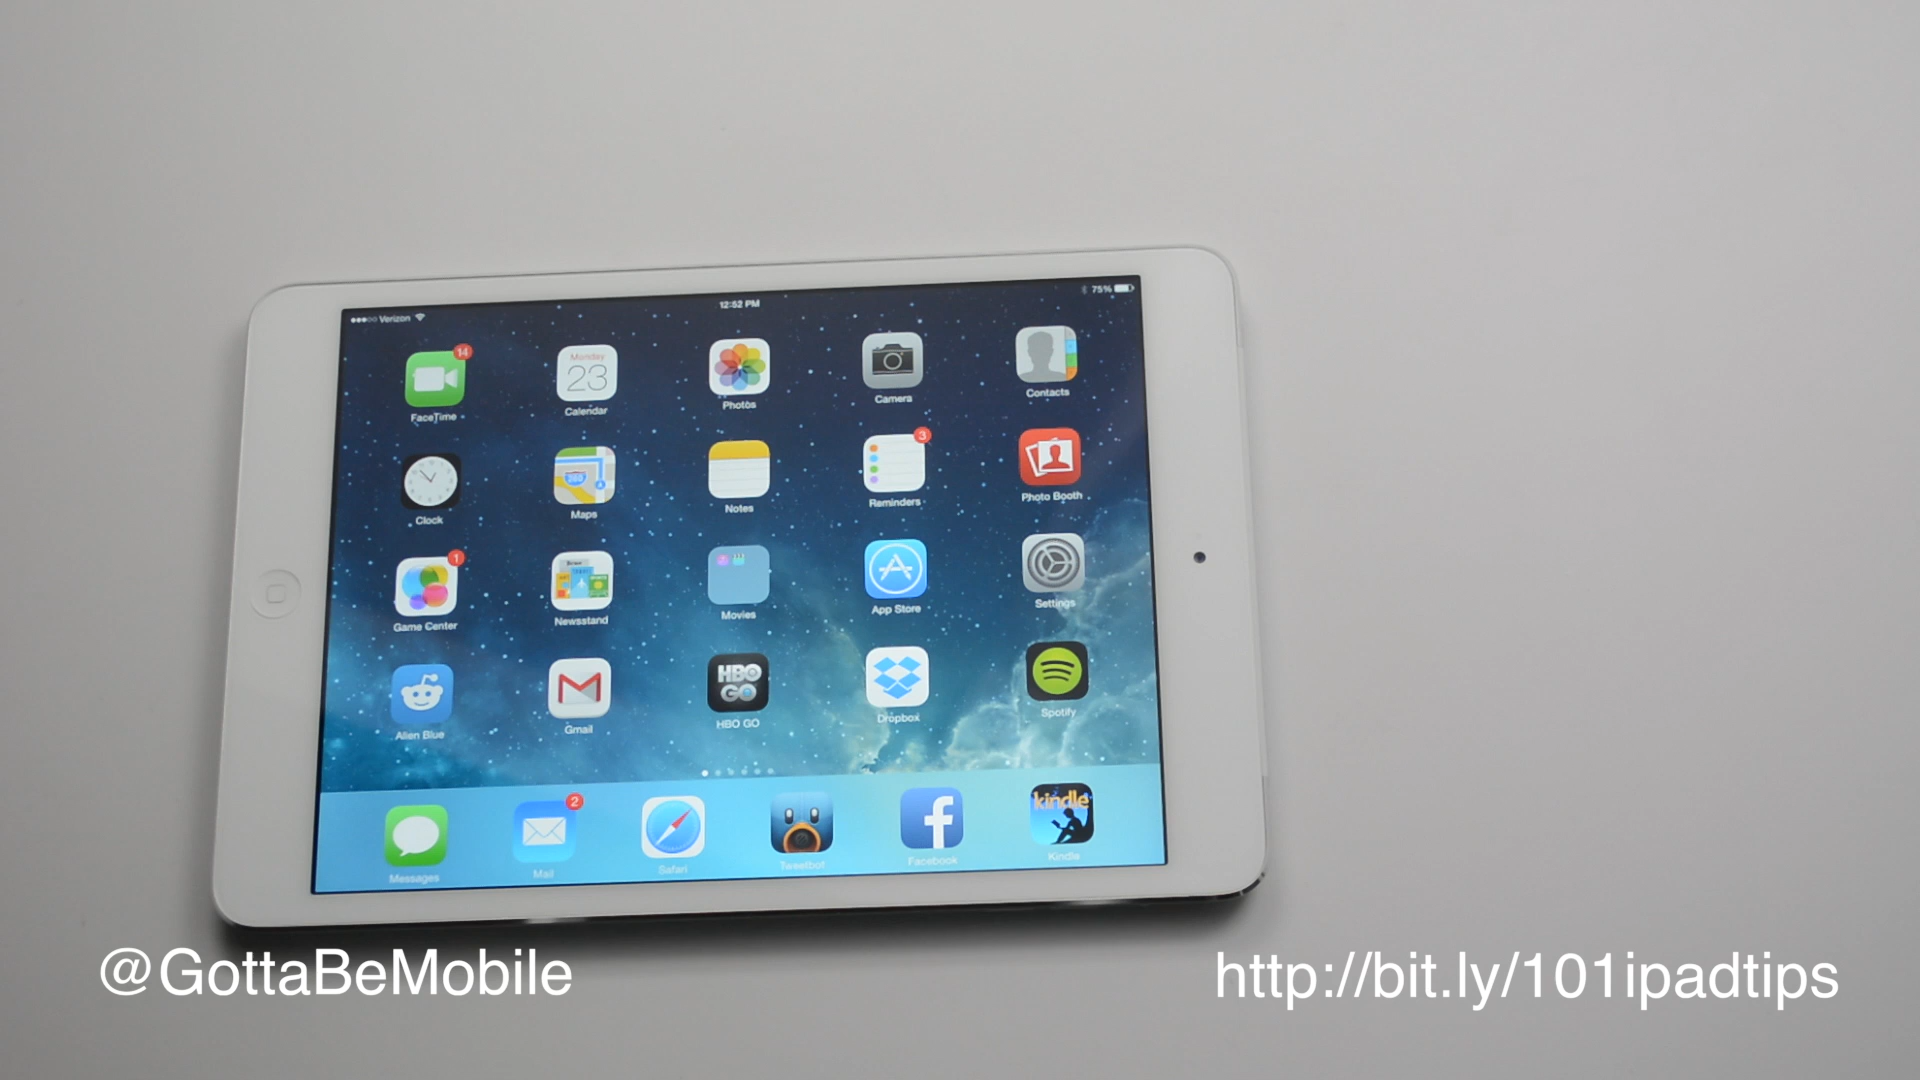 Verizon
12:52 PM
75%
14
FaceTime
Monday
23
Calendar
Photos
Camera
Contacts
Clock
280
Maps
Notes
3
Reminders
Photo Booth
1
Game Center
Newsstand
Movies
App Store
Settings
Alien Blue
Gmail
HBO
GO
HBO GO
Dropbox
Spotify
Messages
2
Mail
Safari
Tweetbot
Facebook
kindle
Kindle
@GottaBeMobile
http://bit.ly/101ipadtips